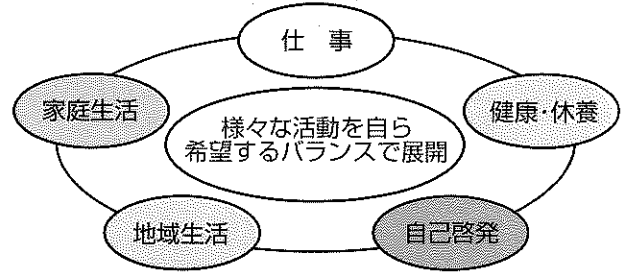 仕　事
家庭生活
健康・休養
様々な活動を自ら
希望するバランスで展開
地域生活
自己啓発